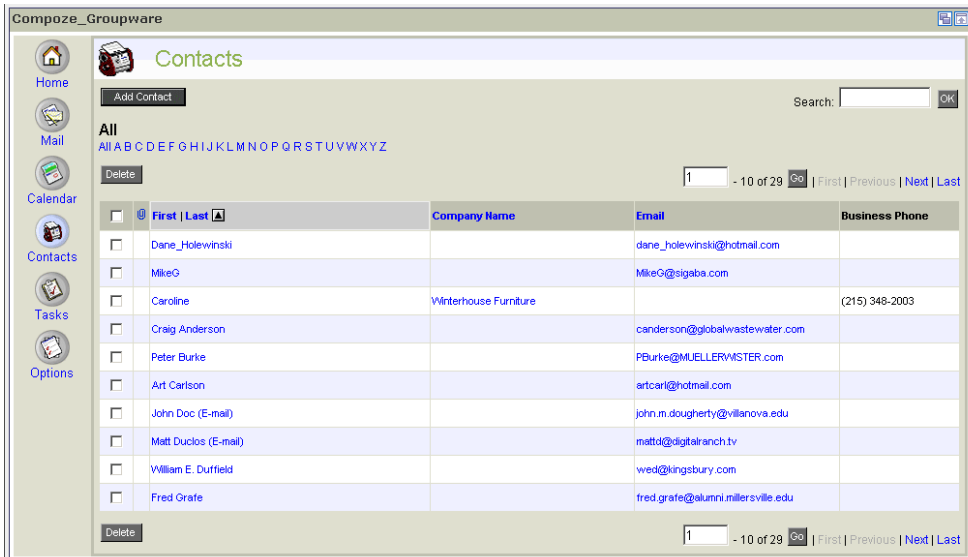 Compoze_Groupware
Home
Mail
Calendar
Contacts
Tasks
Options
Contacts
Add Contact
Search: OK
All
All A B C D E F G H I J K L M N O P Q R S T U V W X Y Z
Delete
1 - 10 of 29 Go | First | Previous | Next | Last
First | Last Company Name Email Business Phone
Dane_Holewinski dane_holewinski@hotmail.com
MikeG MikeG@sigaba.com
Caroline Winterhouse Furniture (215) 348-2003
Craig Anderson canderson@globalwastewater.com
Peter Burke PBurke@MUELLERWISTER.com
Art Carlson artcarl@hotmail.com
John Doc (E-mail) john.m.dougherty@villanova.edu
Matt Duclos (E-mail) mattd@digitalranch.tv
William E. Duffield wed@kingsbury.com
Fred Grafe fred.grafe@alumni.millersville.edu
Delete
1 - 10 of 29 Go | First | Previous | Next | Last